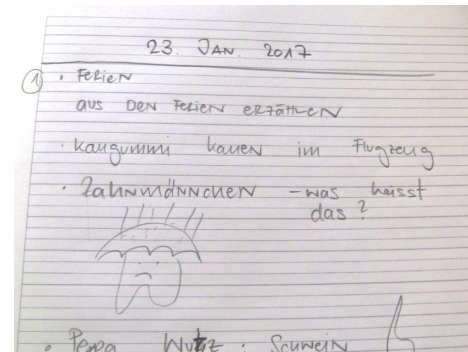 23. JAN. 2017
① • FERIEN
AUS DEN FERIEN ERZÄHLEN
• KAUGUMMI KAUEN IM Flugzeug
• ZAHNMÄNNCHEN – was heisst
das?
• Peppa WUTZ : SCHWEIN